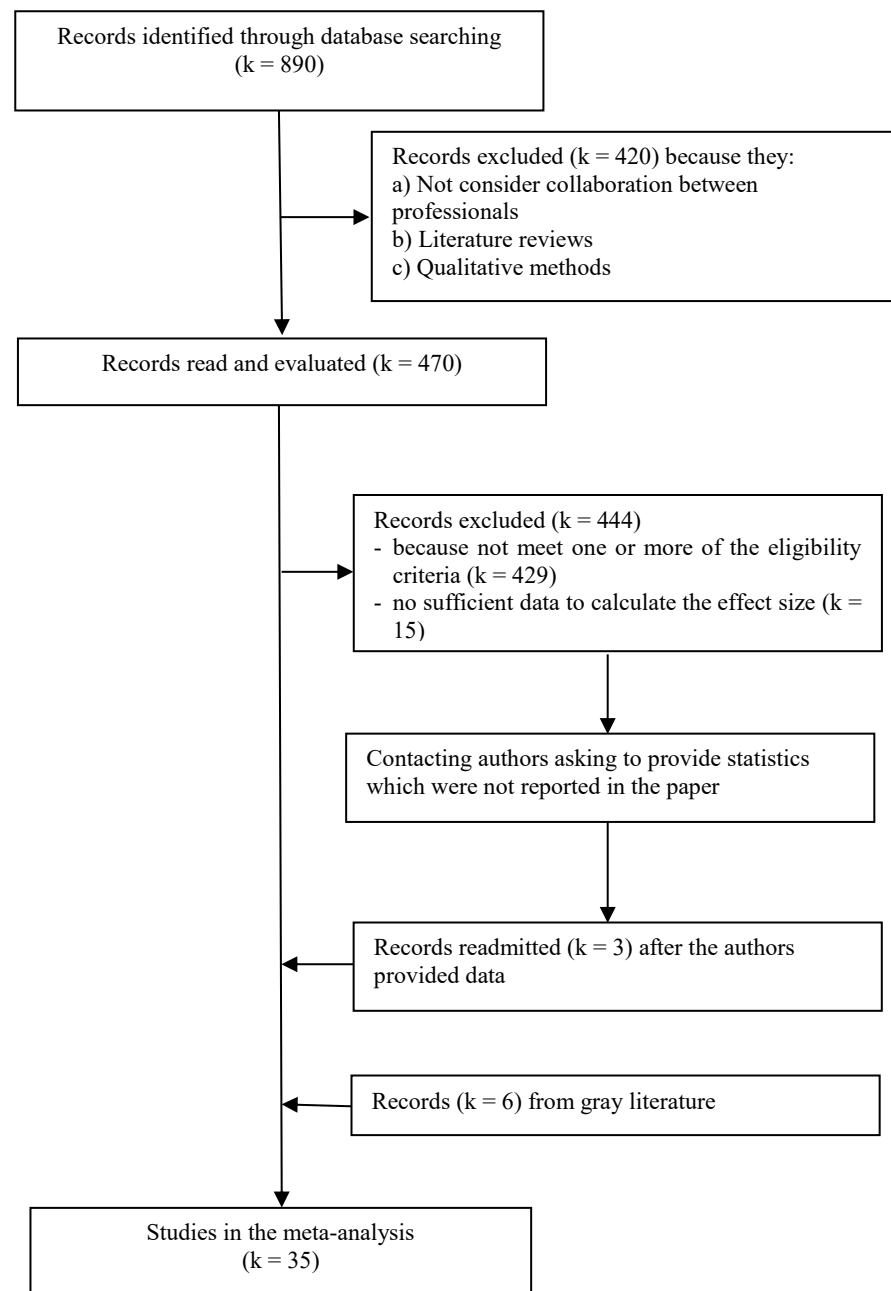 Records identified through database searching
(k = 890)
Records excluded (k = 420) because they:
a) Not consider collaboration between
professionals
b) Literature reviews
c) Qualitative methods
Records read and evaluated (k = 470)
Records excluded (k = 444)
- because not meet one or more of the eligibility
criteria (k = 429)
- no sufficient data to calculate the effect size (k =
15)
Contacting authors asking to provide statistics
which were not reported in the paper
Records readmitted (k = 3) after the authors
provided data
Records (k = 6) from gray literature
Studies in the meta-analysis
(k = 35)